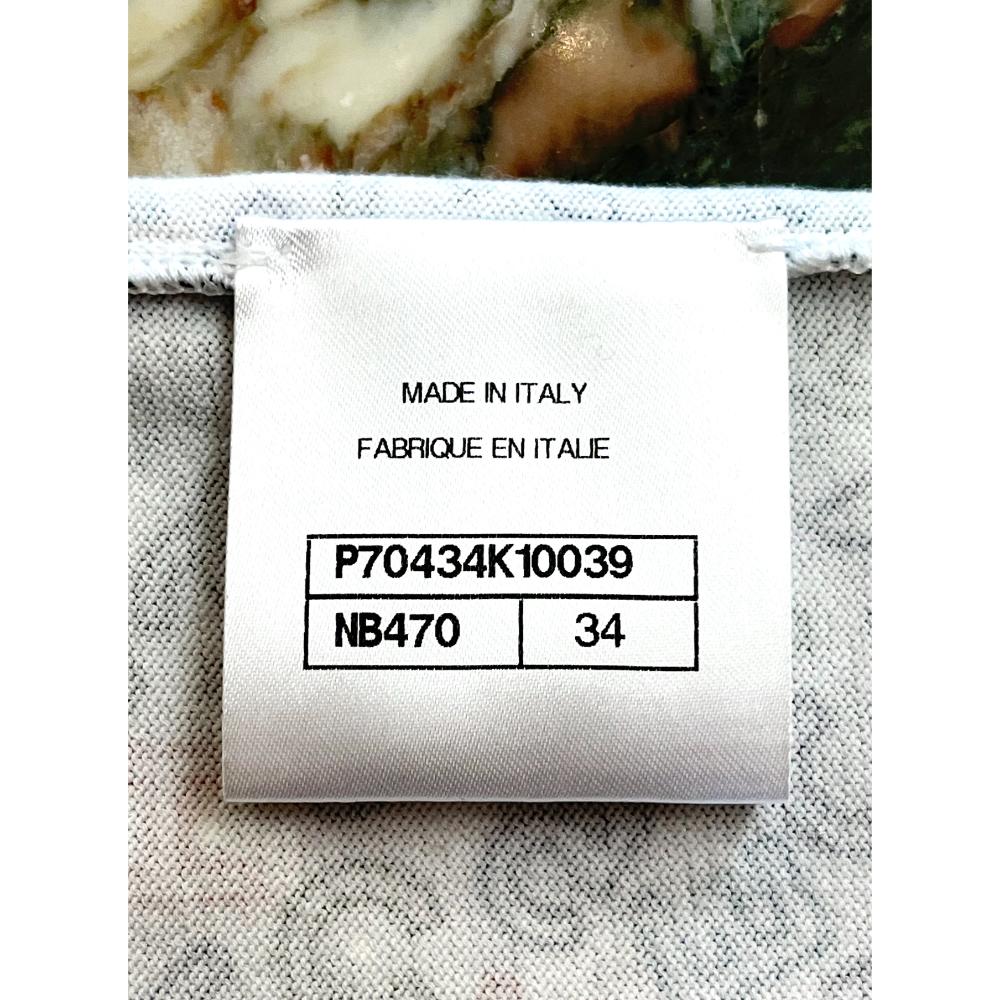 MADE IN ITALY
FABRIQUE EN ITALIE
P70434K10039
NB470 34